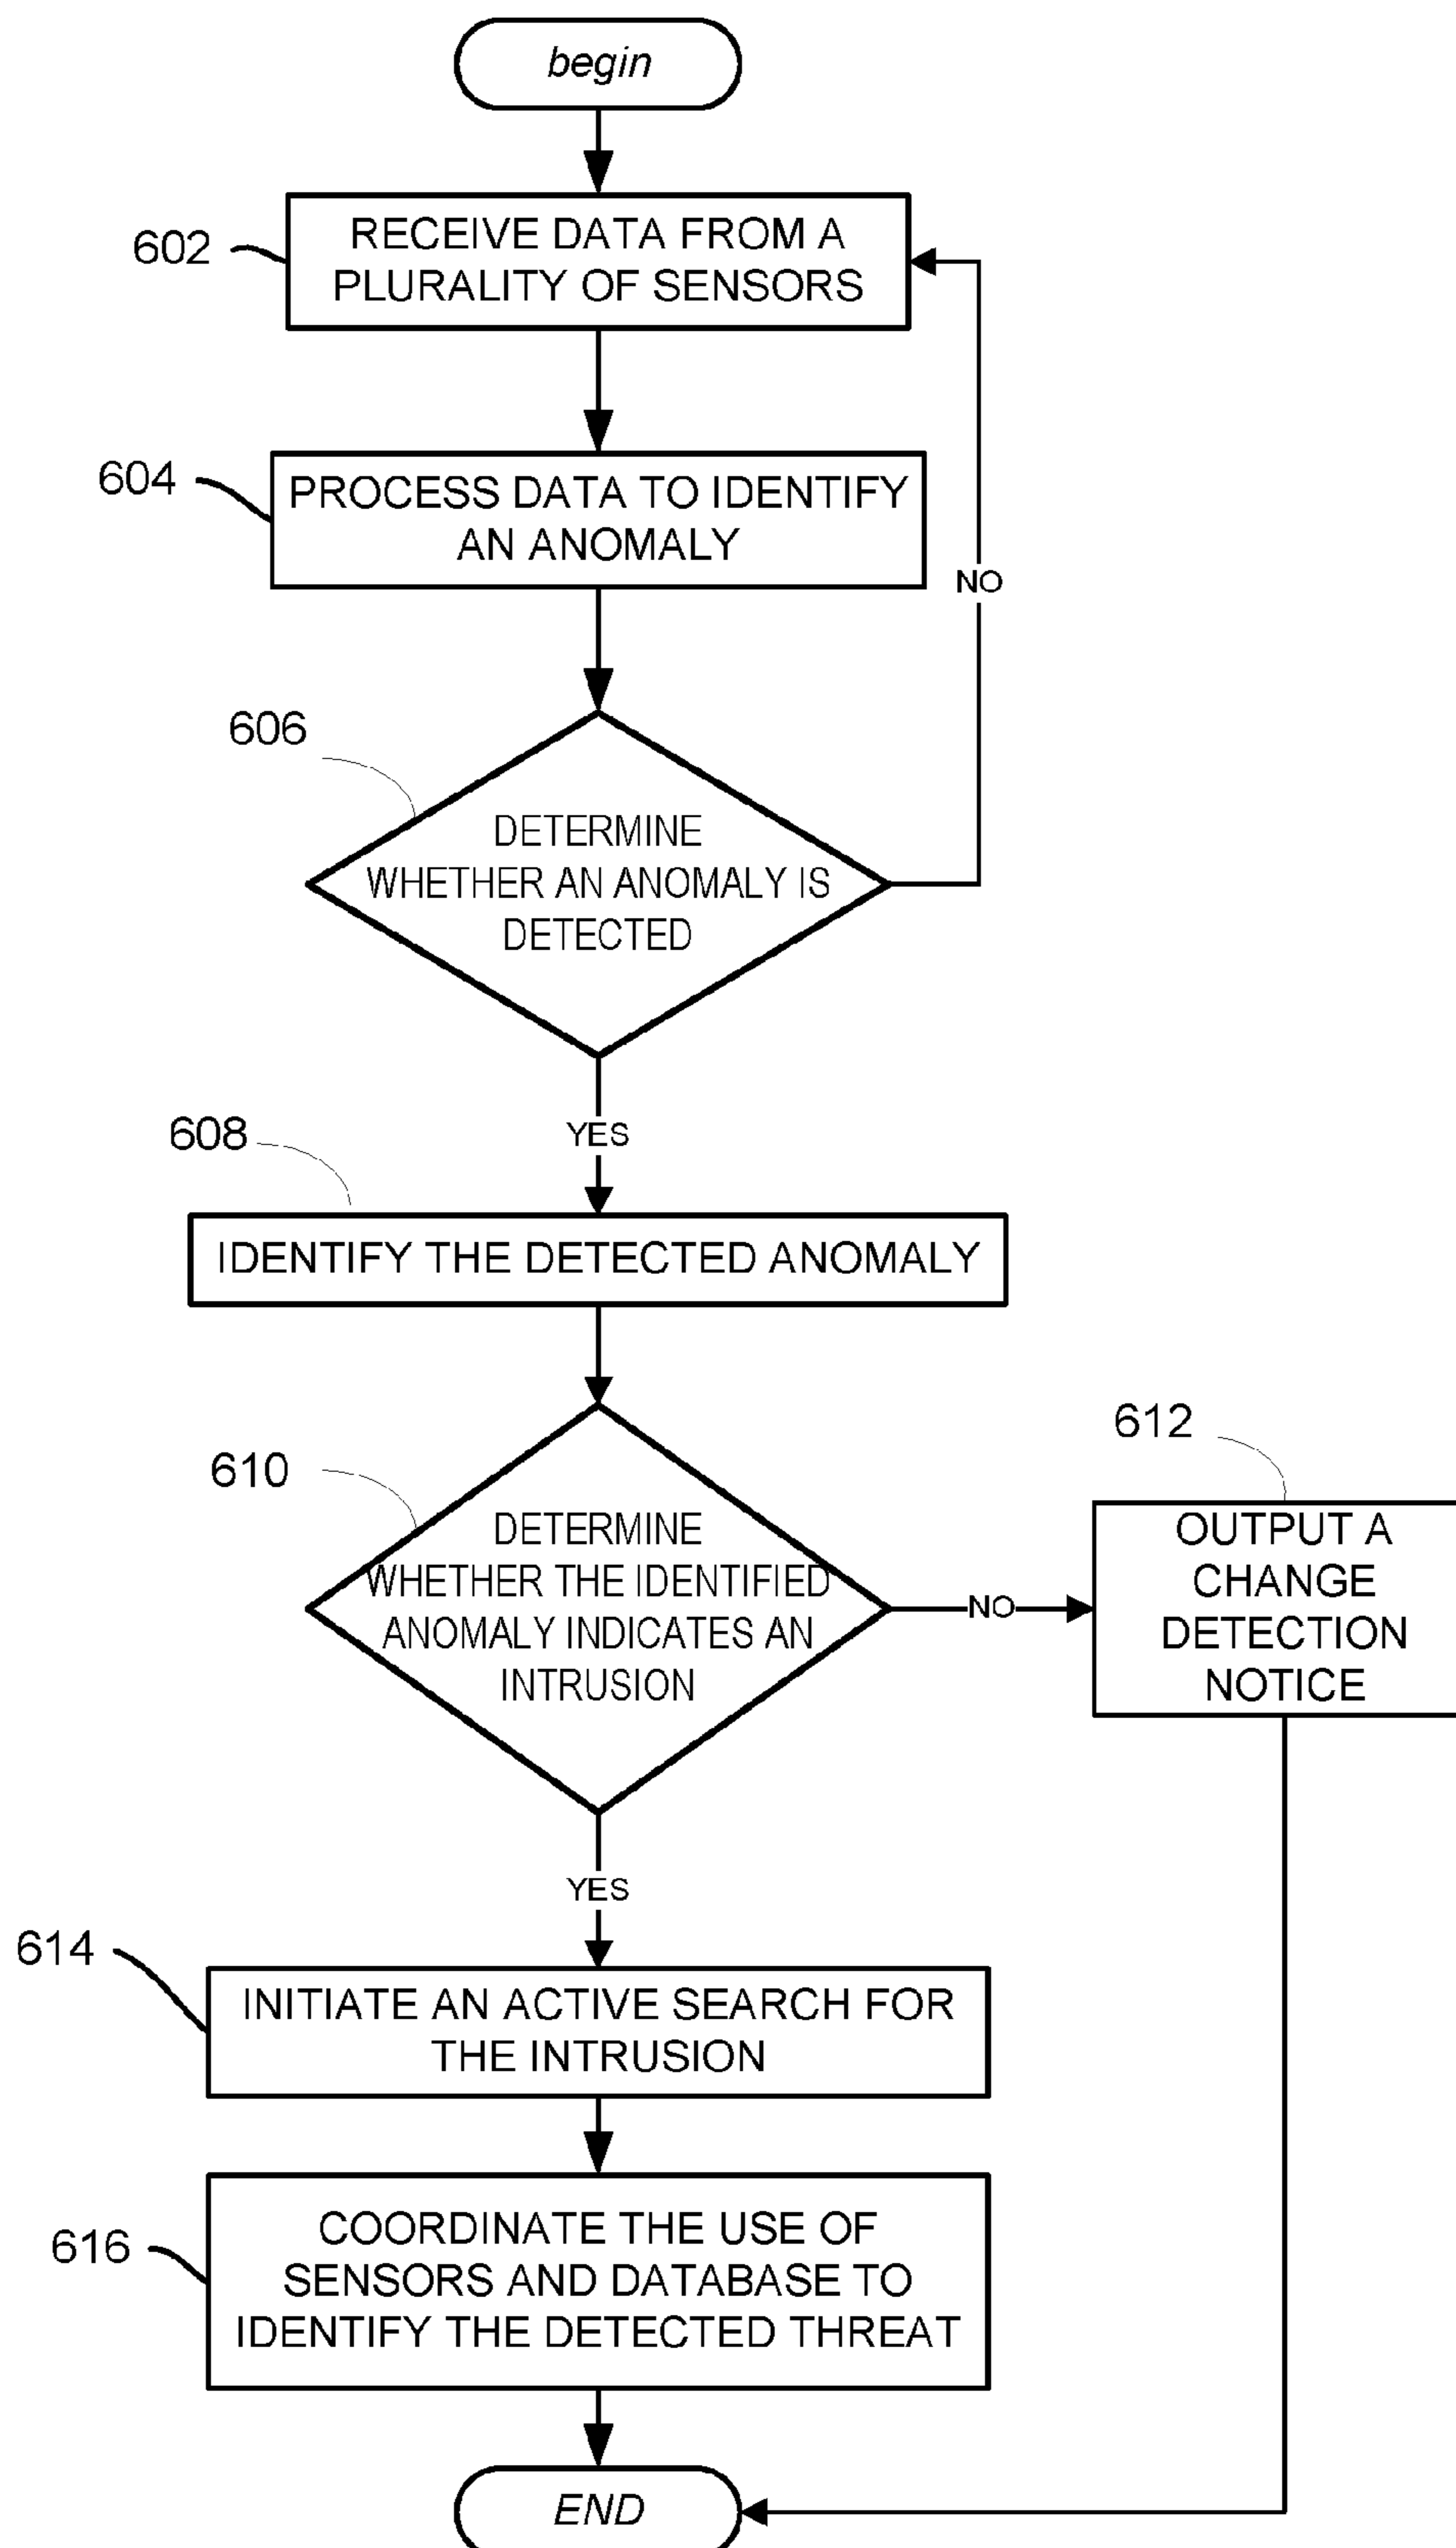 begin
602
RECEIVE DATA FROM A
PLURALITY OF SENSORS
604
PROCESS DATA TO IDENTIFY
AN ANOMALY
NO
606
DETERMINE
WHETHER AN ANOMALY IS
DETECTED
YES
608
IDENTIFY THE DETECTED ANOMALY
610
DETERMINE
WHETHER THE IDENTIFIED
ANOMALY INDICATES AN
INTRUSION
NO
612
OUTPUT A
CHANGE
DETECTION
NOTICE
YES
614
INITIATE AN ACTIVE SEARCH FOR
THE INTRUSION
616
COORDINATE THE USE OF
SENSORS AND DATABASE TO
IDENTIFY THE DETECTED THREAT
END